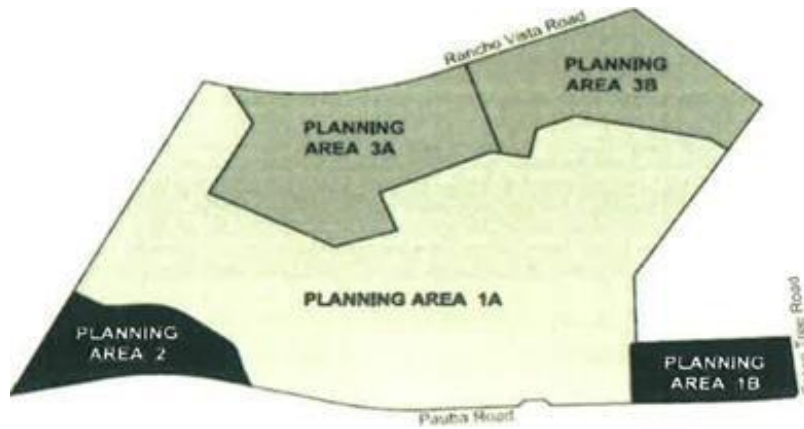 Rancho Vista Road
PLANNING
AREA 3B
PLANNING
AREA 3A
PLANNING AREA 1A
PLANNING
AREA 2
PLANNING
AREA 1B
Road
Pauba Road